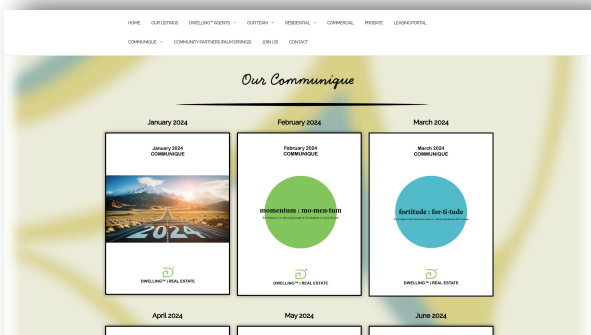 HOME OUR LISTINGS DWELLING™ AGENTS OUR TEAM RESIDENTIAL COMMERCIAL PROBATE LEASING PORTAL
COMMUNIQUE COMMUNITY PARTNERS (PALM SPRINGS) JOIN US! CONTACT
Our Communique
January 2024 February 2024 March 2024
January 2024
COMMUNIQUE
2024
DWELLING™ | REAL ESTATE
February 2024
COMMUNIQUE
momentum : mo·men·tum
DWELLING™ | REAL ESTATE
March 2024
COMMUNIQUE
fortitude : for·ti·tude
DWELLING™ | REAL ESTATE
April 2024 May 2024 June 2024